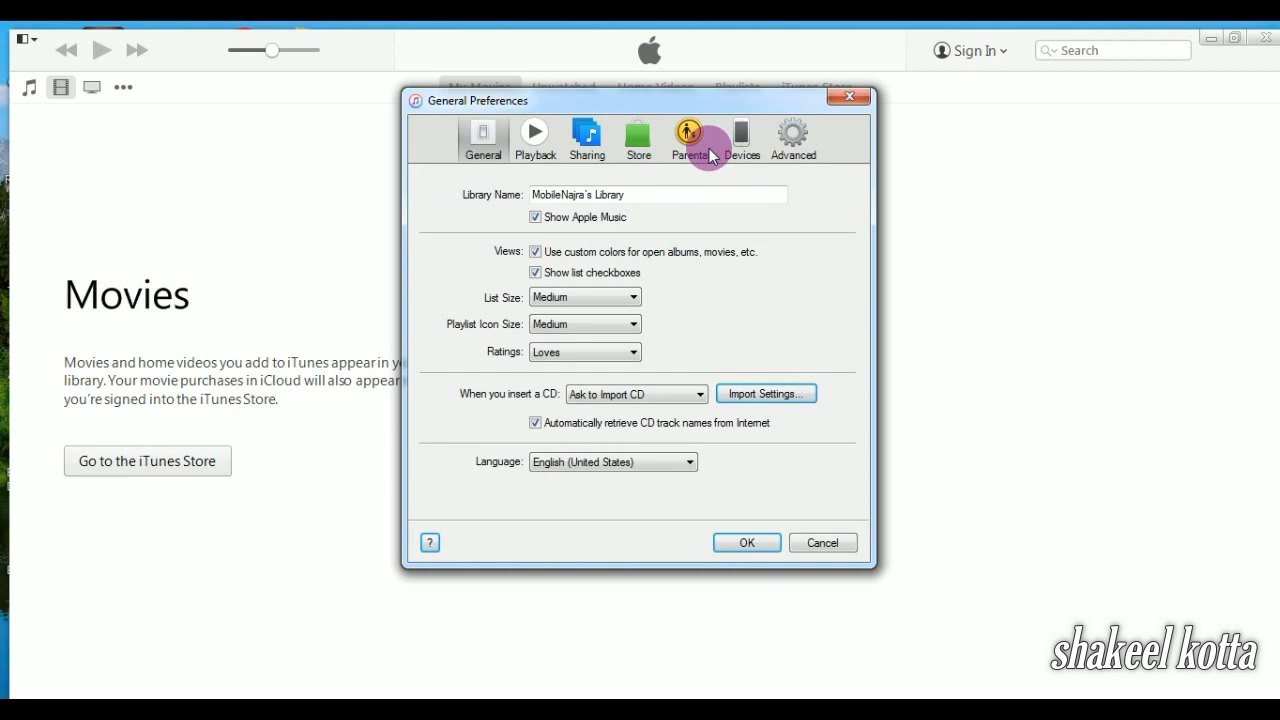 Sign In
Search
General Preferences
General Playback Sharing Store Devices Advanced
Library Name: MobileNajra's Library
Show Apple Music
Views: Use custom colors for open albums, movies, etc.
Show list checkboxes
List Size: Medium
Playlist Icon Size: Medium
Ratings: Loves
When you insert a CD: Ask to Import CD Import Settings...
Automatically retrieve CD track names from Internet
Language: English (United States)
? OK Cancel
Movies
Movies and home videos you add to iTunes appear in
library. Your movie purchases in iCloud will also appear
you're signed into the iTunes Store.
Go to the iTunes Store
shakeel kotta